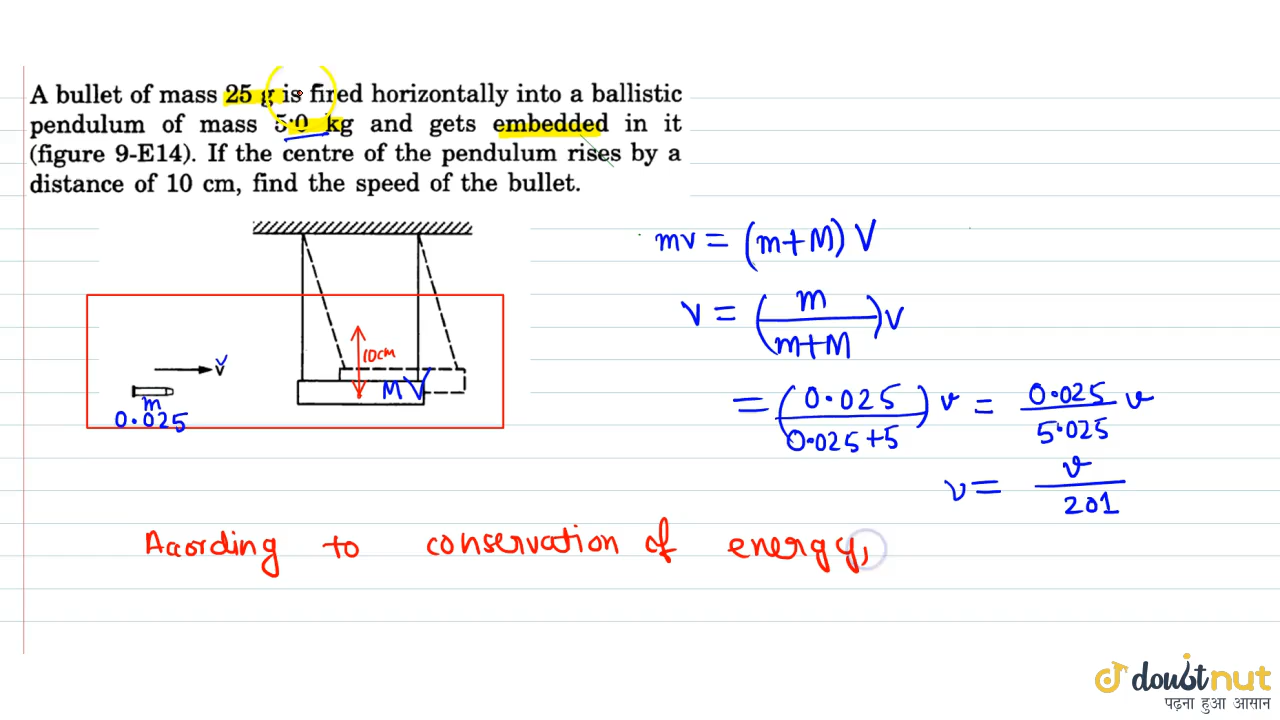 A bullet of mass 25 g is fired horizontally into a ballistic
pendulum of mass 5·0 kg and gets embedded in it
(figure 9-E14). If the centre of the pendulum rises by a
distance of 10 cm, find the speed of the bullet.
mv = (m+M) V
V = (m/(m+M)) v
= (0.025/(0.025+5)) v = 0.025/5.025 v
v = v/201
10cm
v
v
M V
m
0.025
Acording to conservation of energy,
doubtnut
पढ़ना हुआ आसान